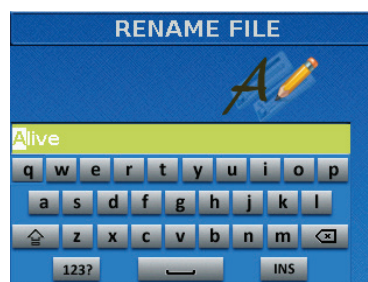 RENAME FILE
A
Alive
q w e r t y u i o p
a s d f g h j k l
z x c v b n m
123? INS